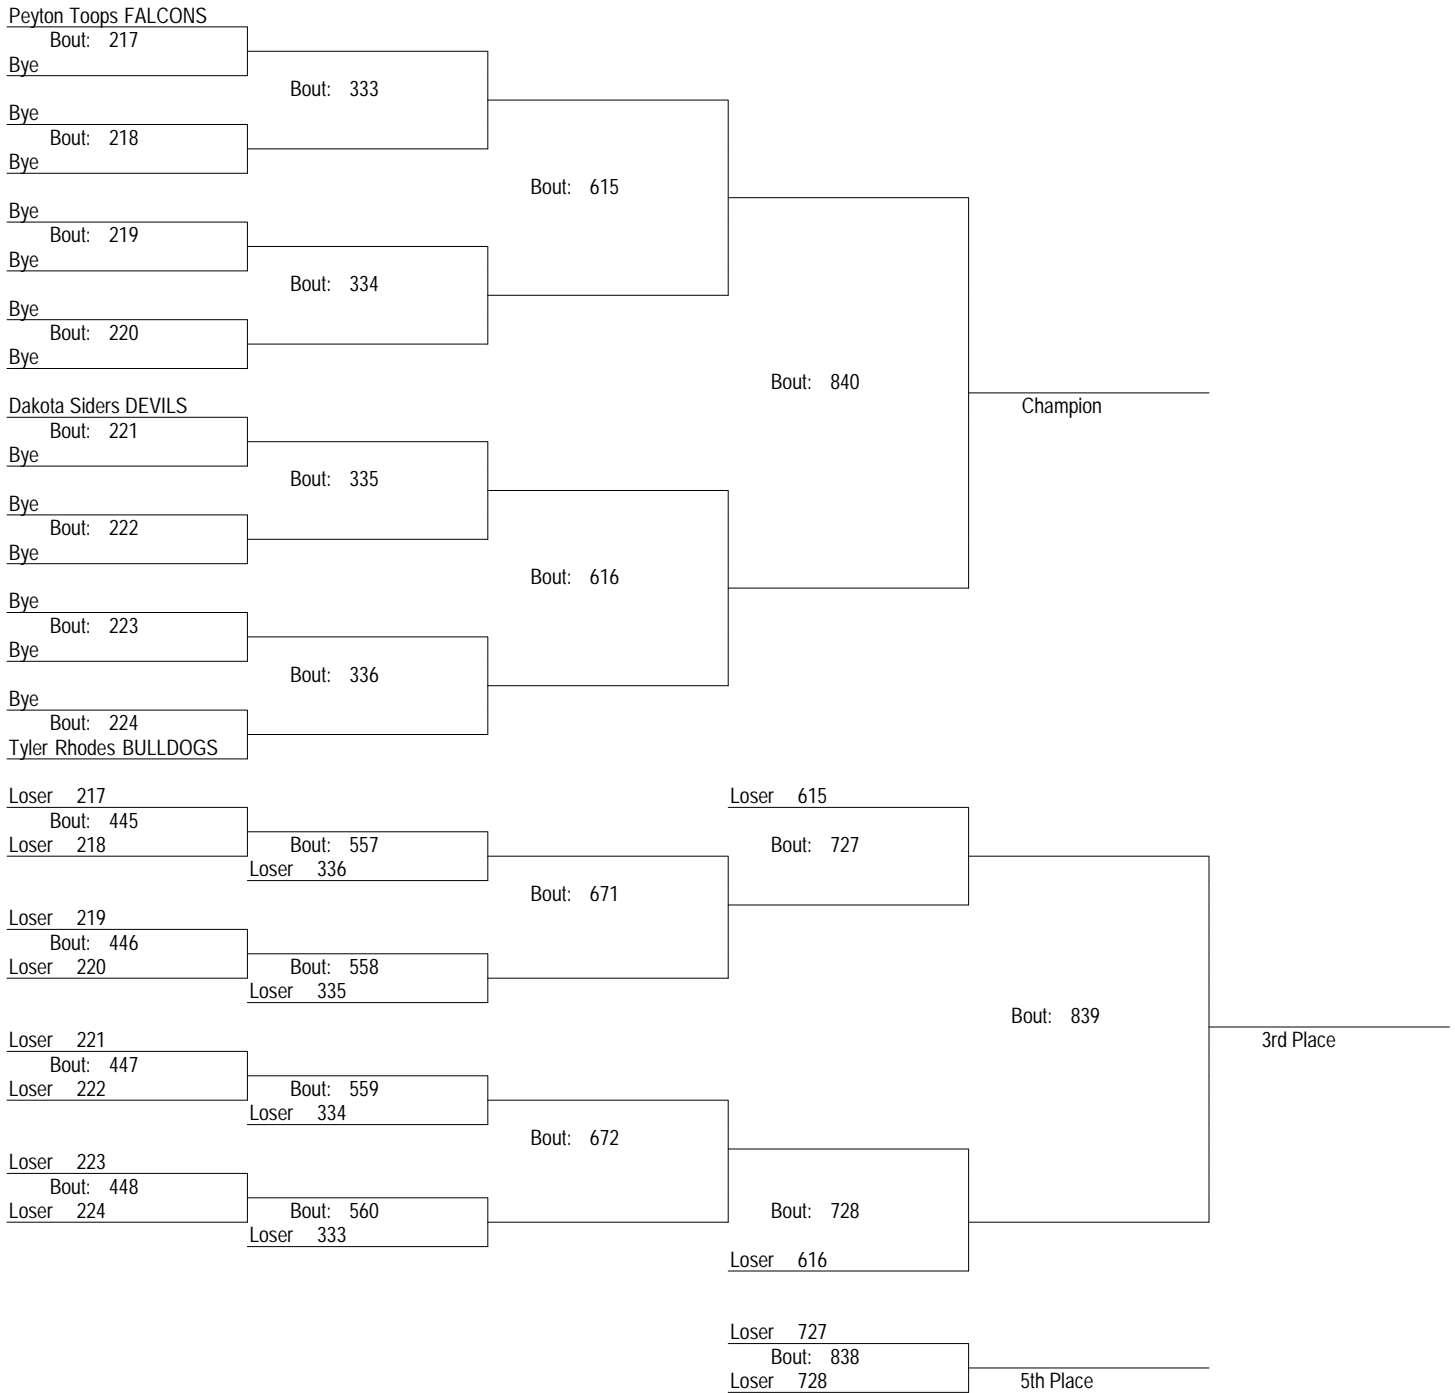 Peyton Toops FALCONS
Bout: 217
Bye
Bout: 333
Bye
Bout: 218
Bye
Bout: 615
Bye
Bout: 219
Bye
Bout: 334
Bye
Bout: 220
Bye
Bout: 840
Champion
Dakota Siders DEVILS
Bout: 221
Bye
Bout: 335
Bye
Bout: 222
Bye
Bout: 616
Bye
Bout: 223
Bye
Bout: 336
Bye
Bout: 224
Tyler Rhodes BULLDOGS
Loser 217
Bout: 445
Loser 218
Bout: 557
Loser 336
Loser 615
Bout: 727
Bout: 671
Loser 219
Bout: 446
Loser 220
Bout: 558
Loser 335
Bout: 839
3rd Place
Loser 221
Bout: 447
Loser 222
Bout: 559
Loser 334
Bout: 672
Loser 223
Bout: 448
Loser 224
Bout: 560
Loser 333
Bout: 728
Loser 616
Loser 727
Bout: 838
Loser 728
5th Place